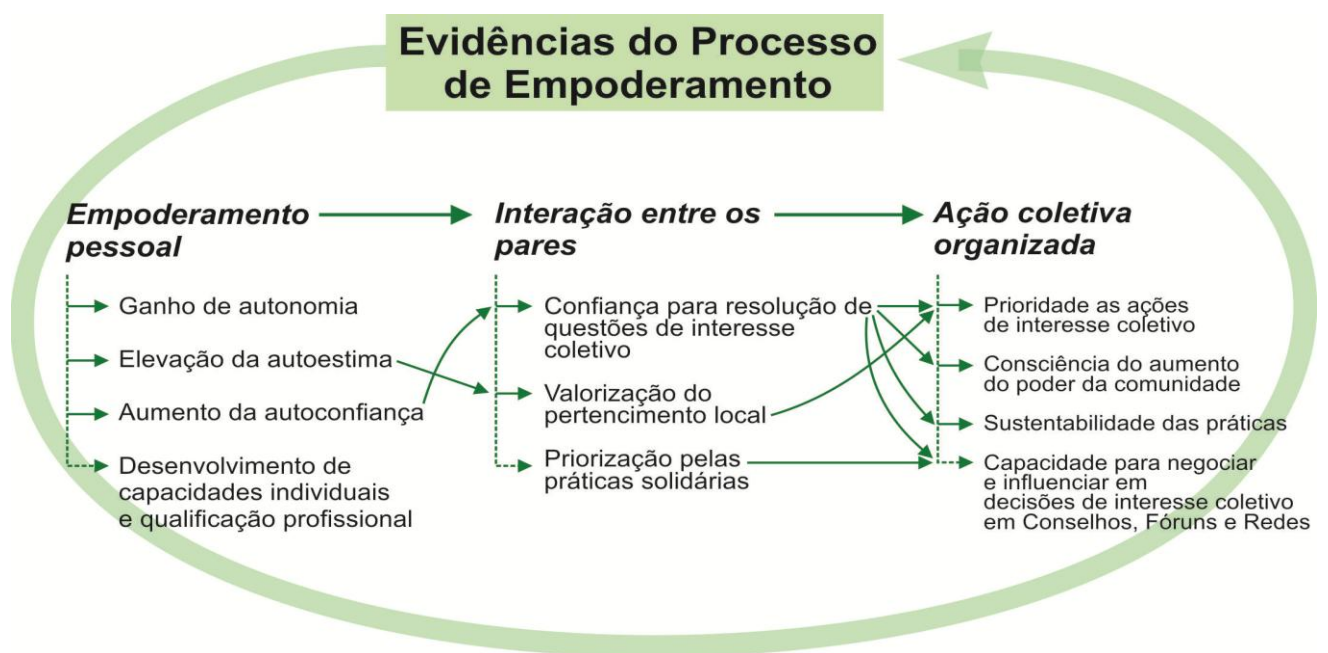 Evidências do Processo
de Empoderamento
Empoderamento
pessoal
Ganho de autonomia
Elevação da autoestima
Aumento da autoconfiança
Desenvolvimento de
capacidades individuais
e qualificação profissional
Interação entre os
pares
Confiança para resolução de
questões de interesse
coletivo
Valorização do
pertencimento local
Priorização pelas
práticas solidárias
Ação coletiva
organizada
Prioridade as ações
de interesse coletivo
Consciência do aumento
do poder da comunidade
Sustentabilidade das práticas
Capacidade para negociar
e influenciar em
decisões de interesse coletivo
em Conselhos, Fóruns e Redes